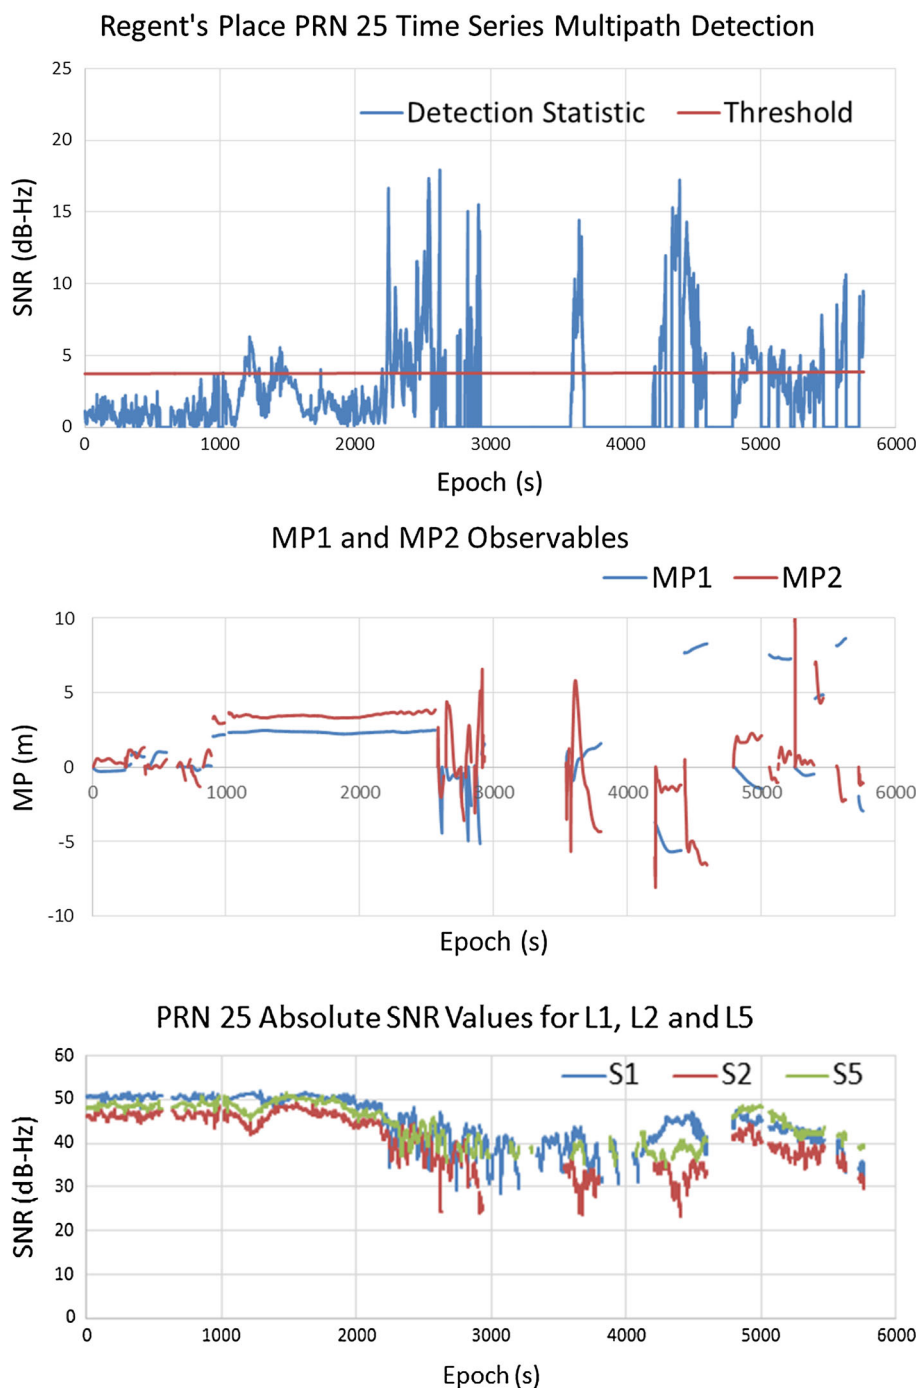 Regent's Place PRN 25 Time Series Multipath Detection
25
20
15
10
5
0
SNR (dB-Hz)
Detection Statistic Threshold
0 1000 2000 3000 4000 5000 6000
Epoch (s)
MP1 and MP2 Observables
MP1 MP2
10
5
0
-5
-10
MP (m)
0 1000 2000 3000 4000 5000 6000
Epoch (s)
PRN 25 Absolute SNR Values for L1, L2 and L5
60
50
40
30
20
10
0
SNR (dB-Hz)
S1 S2 S5
0 1000 2000 3000 4000 5000 6000
Epoch (s)